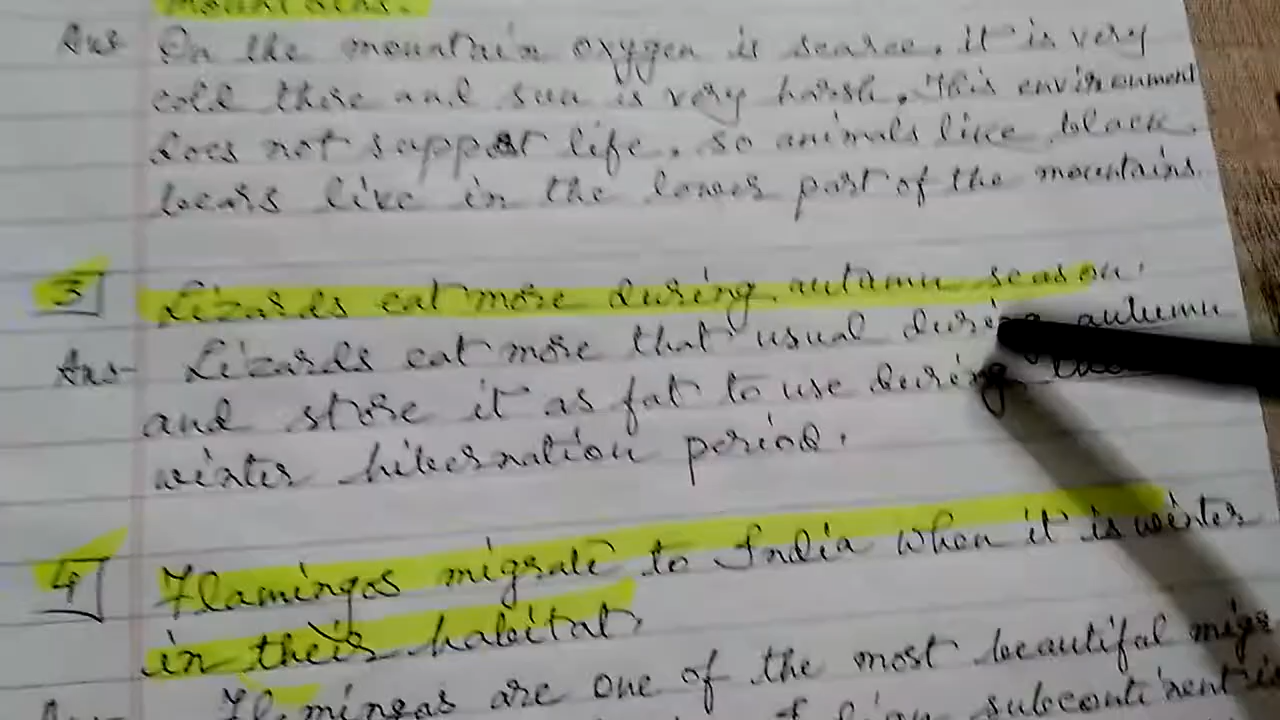 mountains.
Ans On the mountain oxygen is scarce, it is very
cold there and sun is very harsh. This environment
does not support life. so animals like black
bears live in the lower part of the mountains.
3 Lizards eat more during autumn season.
Ans- Lizards eat more that usual during autumn
and store it as fat to use during the
winter hibernation period.
4 Flamingos migrate to India when it is winter
in their habitat.
Flamingos are one of the most beautiful
subcontinent